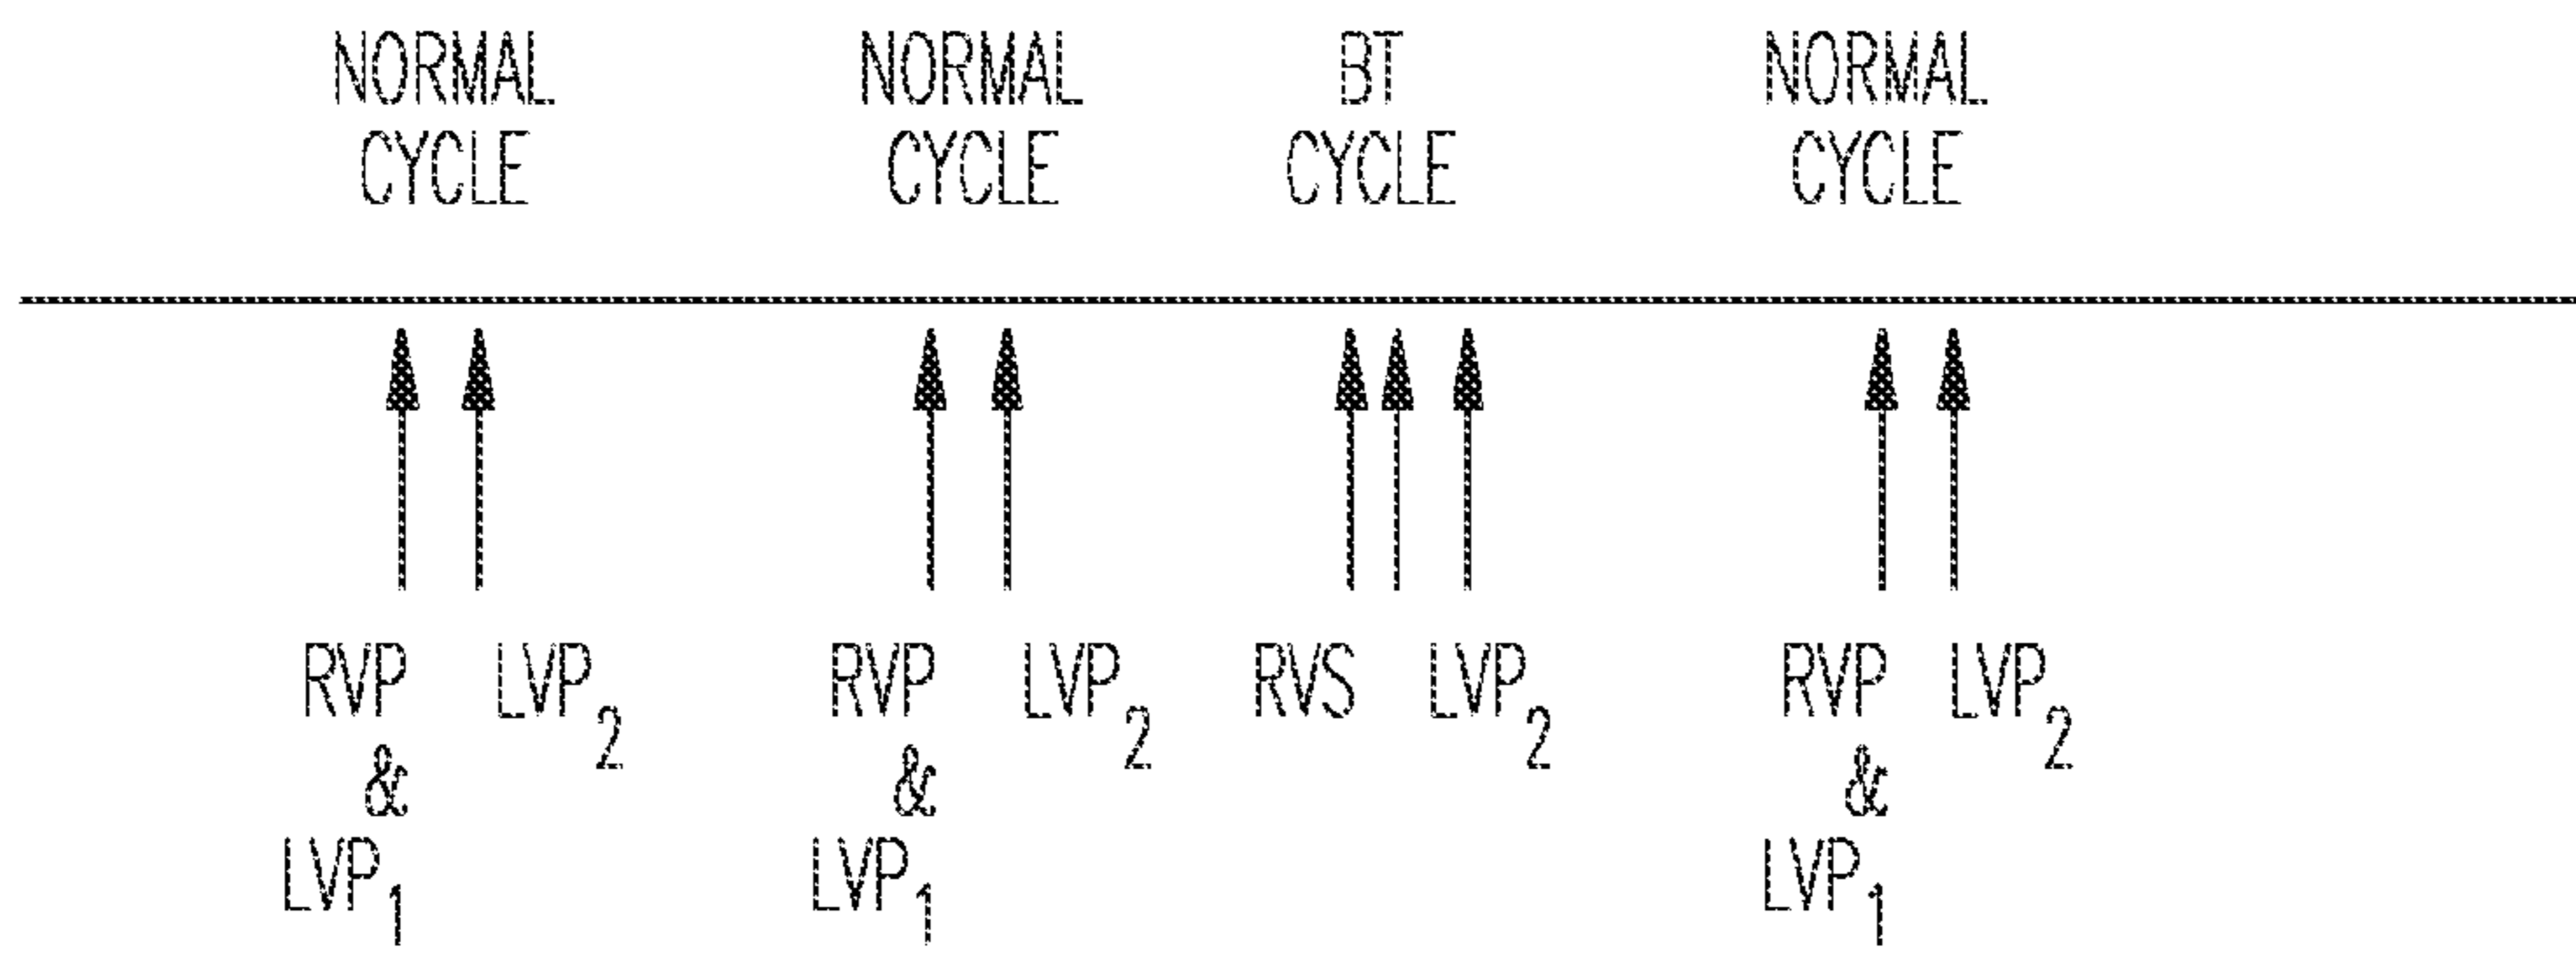 NORMAL NORMAL BT NORMAL
CYCLE CYCLE CYCLE CYCLE
RVP LVP2 RVP LVP2 RVS LVP2 RVP LVP2
& & &
LVP1 LVP1 LVP1